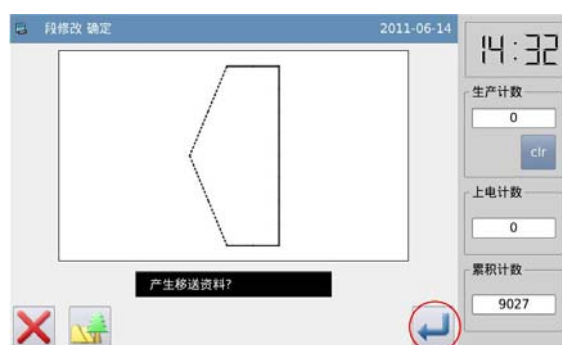 段修改 确定
2011-06-14
14:32
生产计数
0
clr
上电计数
0
累积计数
9027
产生移送资料?